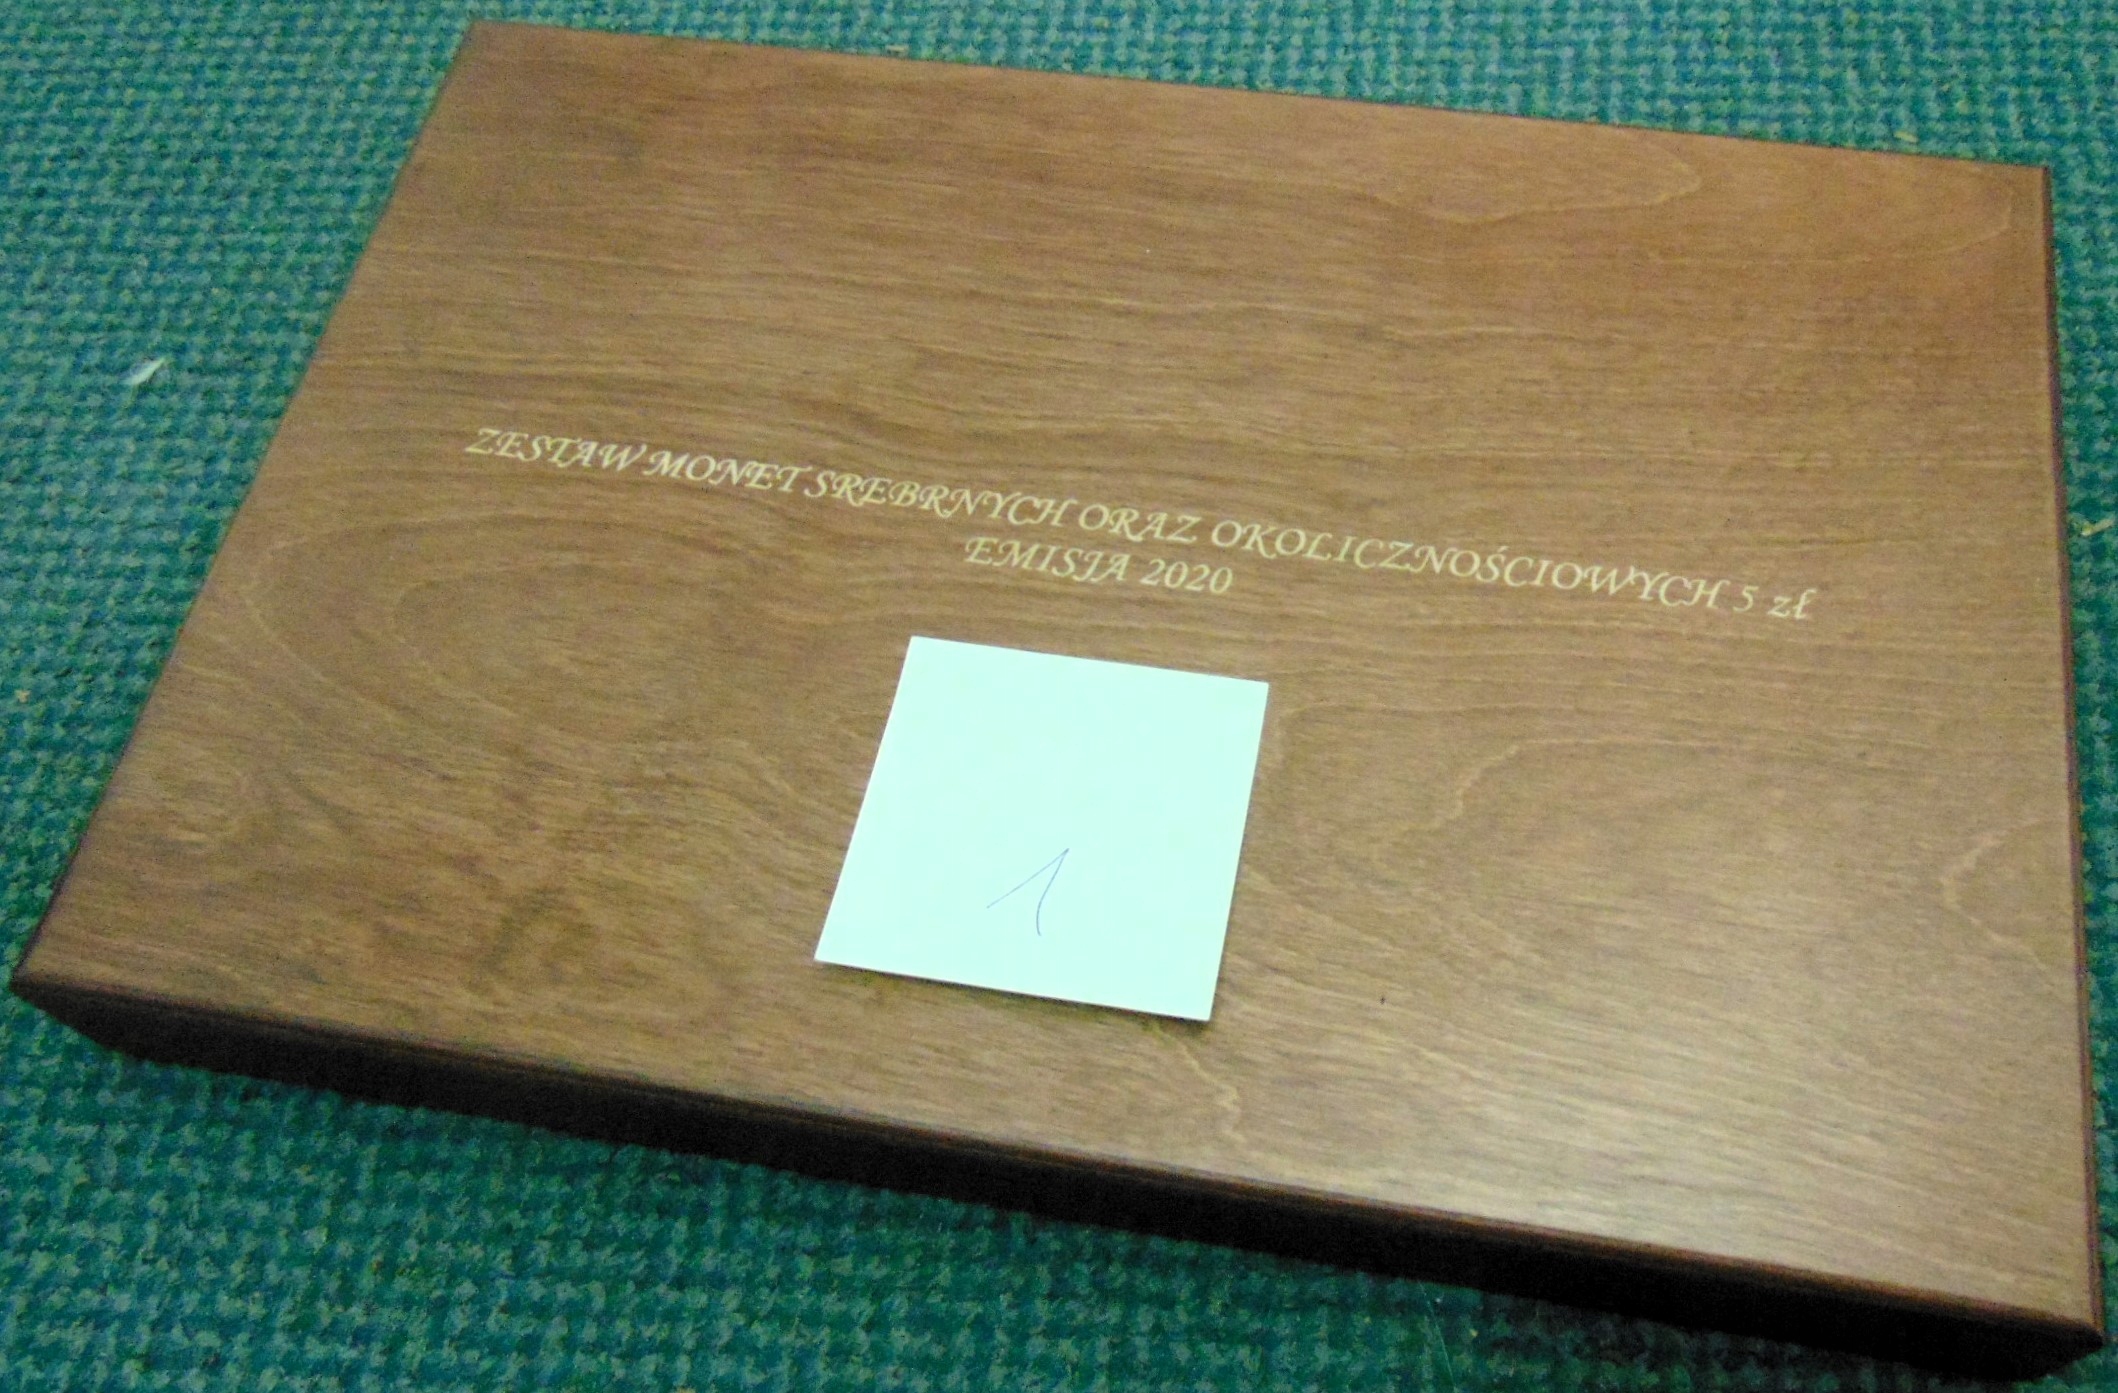 ZESTAW MONET SREBRNYCH ORAZ OKOLICZNOŚCIOWYCH 5 zł
EMISJA 2020
1